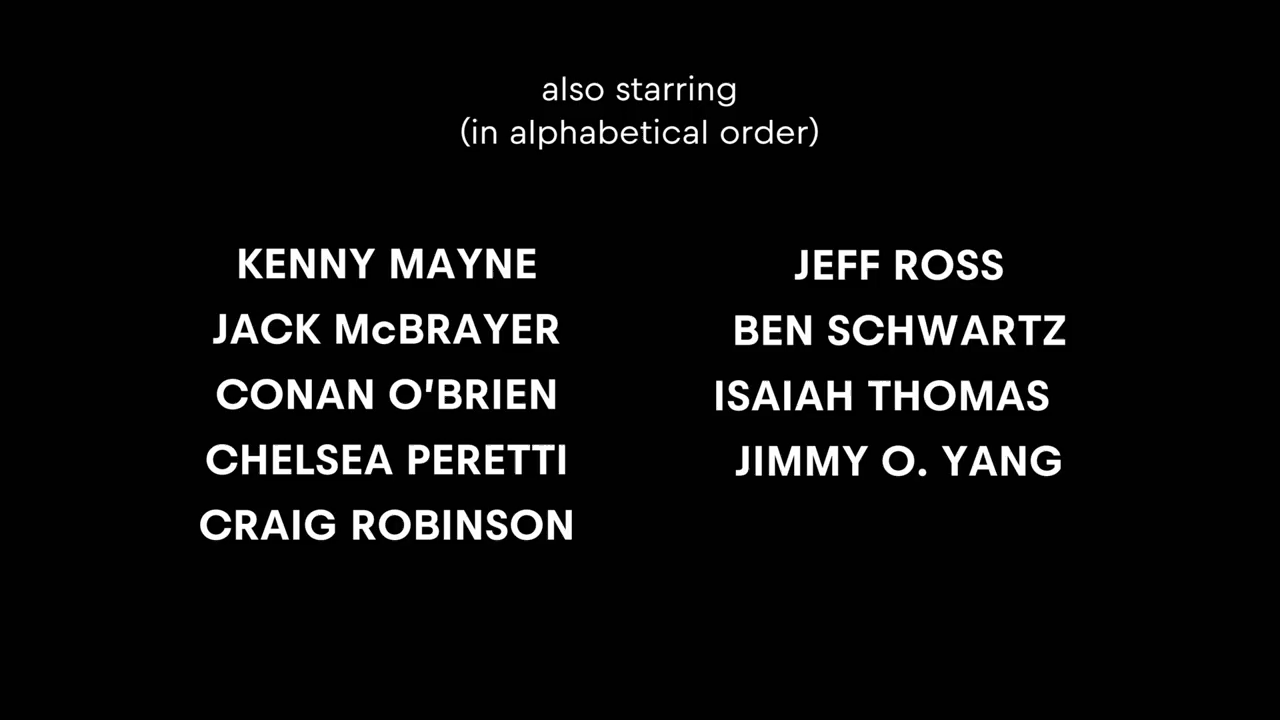 also starring
(in alphabetical order)
KENNY MAYNE
JACK McBRAYER
CONAN O'BRIEN
CHELSEA PERETTI
CRAIG ROBINSON
JEFF ROSS
BEN SCHWARTZ
ISAIAH THOMAS
JIMMY O. YANG